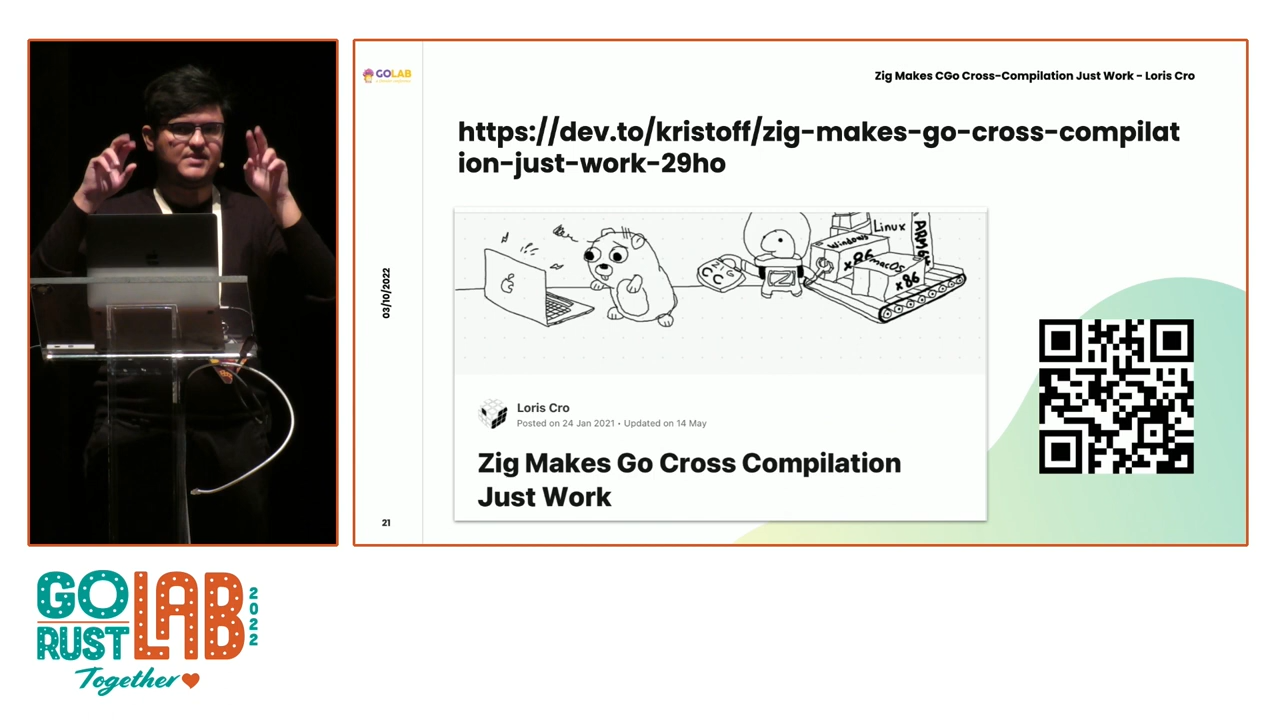 GOLAB
Zig Makes CGo Cross-Compilation Just Work - Loris Cro
https://dev.to/kristoff/zig-makes-go-cross-compilat
ion-just-work-29ho
Linux
ARM64
Windows
x86
macOS
x86
ZIG
CC
Z
03/10/2022
Loris Cro
Posted on 24 Jan 2021 • Updated on 14 May
Zig Makes Go Cross Compilation
Just Work
21
GO LAB
RUST
2022
Together